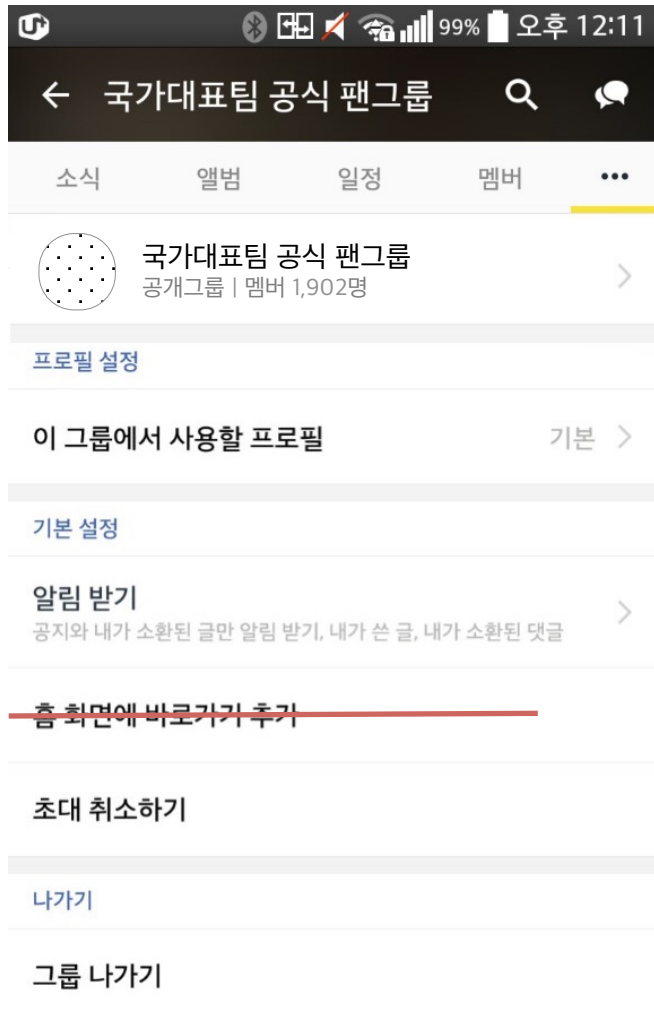 99% 오후 12:11
국가대표팀 공식 팬그룹
소식 앨범 일정 멤버
국가대표팀 공식 팬그룹
공개그룹 | 멤버 1,902명
프로필 설정
이 그룹에서 사용할 프로필 기본
기본 설정
알림 받기
공지와 내가 소환된 글만 알림 받기, 내가 쓴 글, 내가 소환된 댓글
홈 화면에 바로가기 추가
초대 취소하기
나가기
그룹 나가기